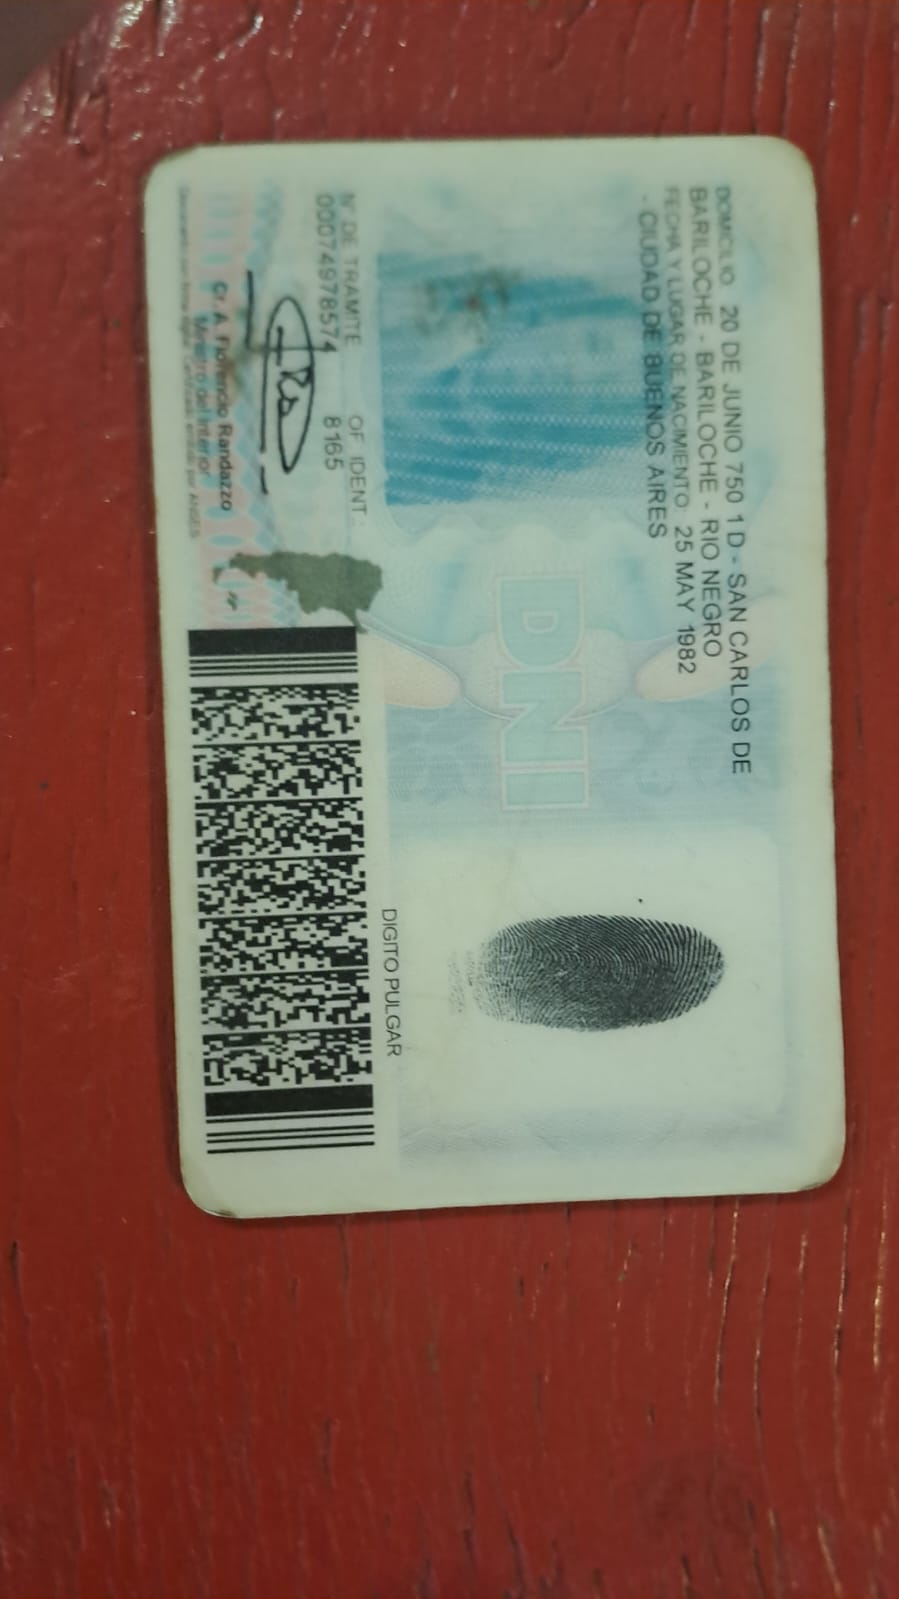 DOMICILIO: 20 DE JUNIO 750 1 D - SAN CARLOS DE
BARILOCHE - BARILOCHE - RIO NEGRO
FECHA Y LUGAR DE NACIMIENTO: 25 MAY 1982
- CIUDAD DE BUENOS AIRES
DNI
N° DE TRAMITE OF. IDENT.
00074978574 8165
DIGITO PULGAR
Cr. A. Florencio Randazzo
Ministro del Interior